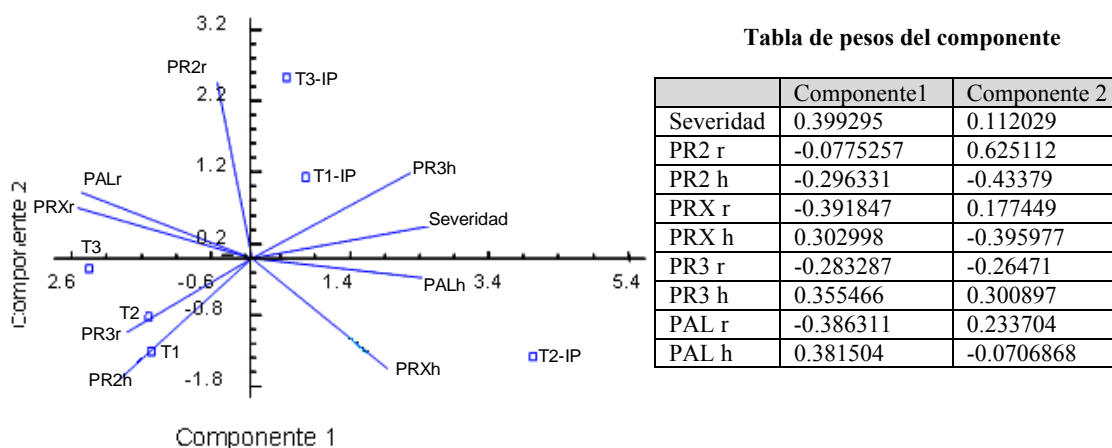 3.2
PR2r
T3-IP
2.2
1.2
T1-IP
PR3h
PALr
PRXr
Severidad
0.2
T3
2.6
-0.6
1.4
3.4
5.4
PALh
T2
-0.8
PR3r
T1
PR2h
PRXh
T2-IP
-1.8
Componente 2
Componente 1
Tabla de pesos del componente
Componente1 Componente 2
Severidad 0.399295 0.112029
PR2 r -0.0775257 0.625112
PR2 h -0.296331 -0.43379
PRX r -0.391847 0.177449
PRX h 0.302998 -0.395977
PR3 r -0.283287 -0.26471
PR3 h 0.355466 0.300897
PAL r -0.386311 0.233704
PAL h 0.381504 -0.0706868